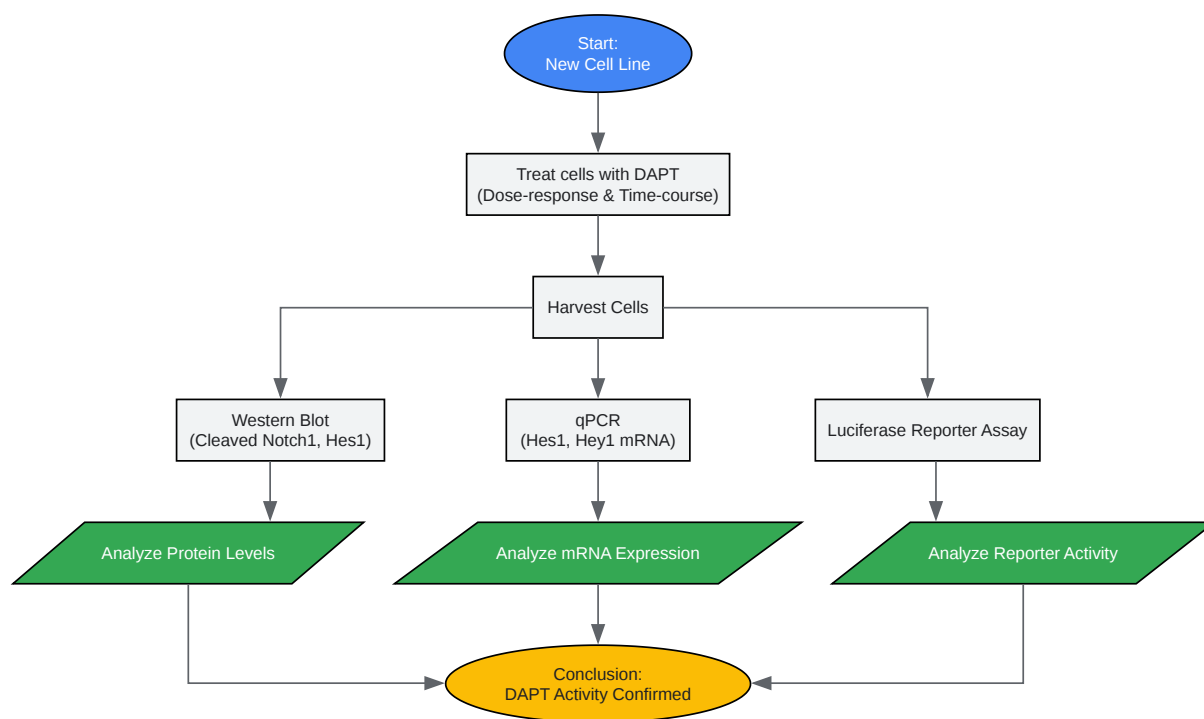 Start:
New Cell Line
Treat cells with DAPT
(Dose-response & Time-course)
Harvest Cells
Western Blot
(Cleaved Notch1, Hes1)
qPCR
(Hes1, Hey1 mRNA)
Luciferase Reporter Assay
Analyze Protein Levels
Analyze mRNA Expression
Analyze Reporter Activity
Conclusion:
DAPT Activity Confirmed